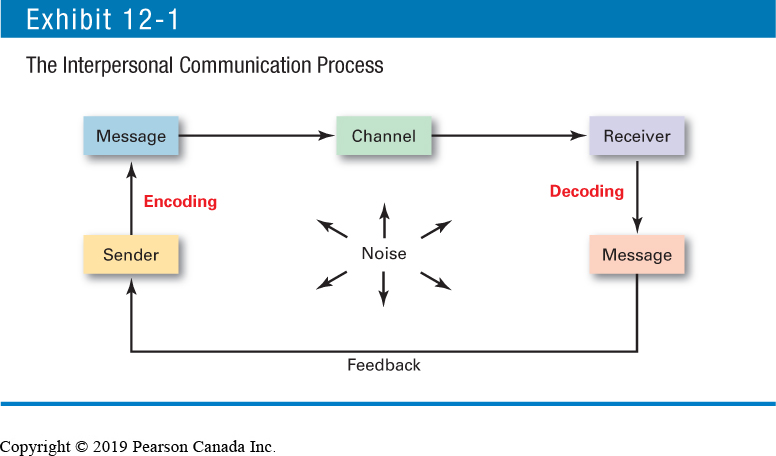 Exhibit 12-1
The Interpersonal Communication Process
Message
Channel
Receiver
Encoding
Decoding
Sender
Noise
Message
Feedback
Copyright © 2019 Pearson Canada Inc.